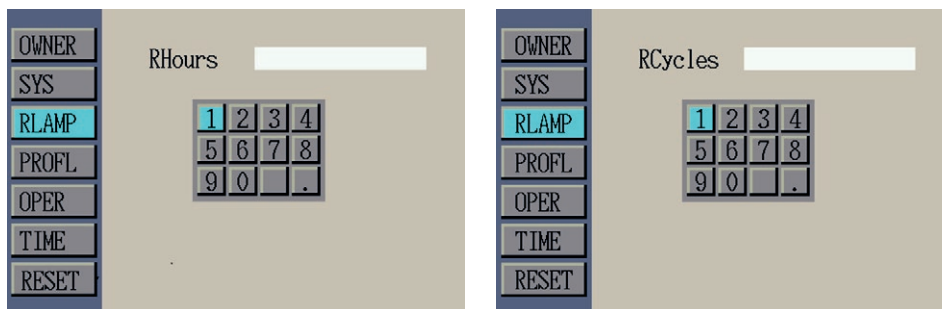 OWNER
SYS
RLAMP
PROFL
OPER
TIME
RESET
RHours
1 2 3 4
5 6 7 8
9 0 .
OWNER
SYS
RLAMP
PROFL
OPER
TIME
RESET
RCycles
1 2 3 4
5 6 7 8
9 0 .